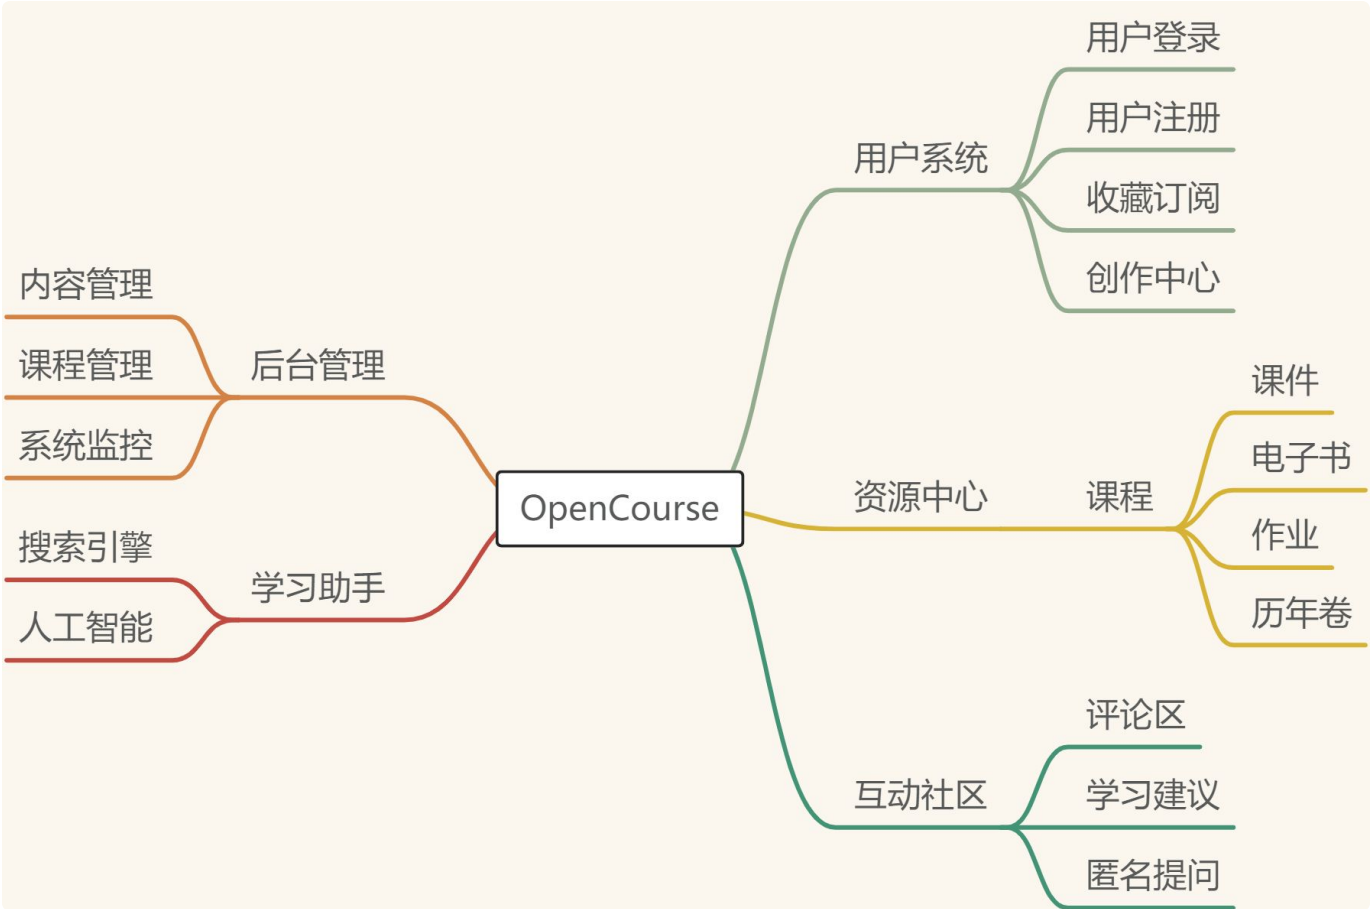 OpenCourse
用户系统
用户登录
用户注册
收藏订阅
创作中心
资源中心
课程
课件
电子书
作业
历年卷
互动社区
评论区
学习建议
匿名提问
后台管理
内容管理
课程管理
系统监控
学习助手
搜索引擎
人工智能